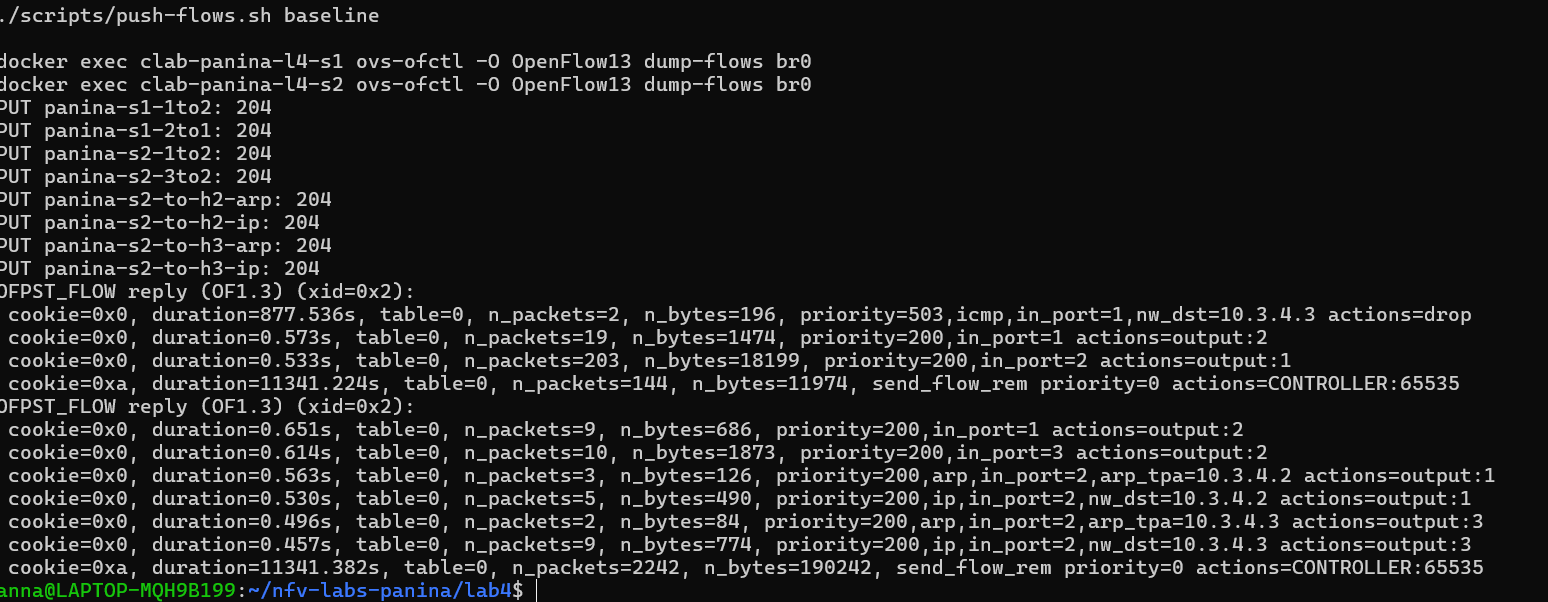 ./scripts/push-flows.sh baseline
docker exec clab-panina-l4-s1 ovs-ofctl -O OpenFlow13 dump-flows br0
docker exec clab-panina-l4-s2 ovs-ofctl -O OpenFlow13 dump-flows br0
PUT panina-s1-1to2: 204
PUT panina-s1-2to1: 204
PUT panina-s2-1to2: 204
PUT panina-s2-3to2: 204
PUT panina-s2-to-h2-arp: 204
PUT panina-s2-to-h2-ip: 204
PUT panina-s2-to-h3-arp: 204
PUT panina-s2-to-h3-ip: 204
OFPST_FLOW reply (OF1.3) (xid=0x2):
cookie=0x0, duration=877.536s, table=0, n_packets=2, n_bytes=196, priority=503,icmp,in_port=1,nw_dst=10.3.4.3 actions=drop
cookie=0x0, duration=0.573s, table=0, n_packets=19, n_bytes=1474, priority=200,in_port=1 actions=output:2
cookie=0x0, duration=0.533s, table=0, n_packets=203, n_bytes=18199, priority=200,in_port=2 actions=output:1
cookie=0xa, duration=11341.224s, table=0, n_packets=144, n_bytes=11974, send_flow_rem priority=0 actions=CONTROLLER:65535
OFPST_FLOW reply (OF1.3) (xid=0x2):
cookie=0x0, duration=0.651s, table=0, n_packets=9, n_bytes=686, priority=200,in_port=1 actions=output:2
cookie=0x0, duration=0.614s, table=0, n_packets=10, n_bytes=1873, priority=200,in_port=3 actions=output:2
cookie=0x0, duration=0.563s, table=0, n_packets=3, n_bytes=126, priority=200,arp,in_port=2,arp_tpa=10.3.4.2 actions=output:1
cookie=0x0, duration=0.530s, table=0, n_packets=5, n_bytes=490, priority=200,ip,in_port=2,nw_dst=10.3.4.2 actions=output:1
cookie=0x0, duration=0.496s, table=0, n_packets=2, n_bytes=84, priority=200,arp,in_port=2,arp_tpa=10.3.4.3 actions=output:3
cookie=0x0, duration=0.457s, table=0, n_packets=9, n_bytes=774, priority=200,ip,in_port=2,nw_dst=10.3.4.3 actions=output:3
cookie=0xa, duration=11341.382s, table=0, n_packets=2242, n_bytes=190242, send_flow_rem priority=0 actions=CONTROLLER:65535
anna@LAPTOP-MQH9B199:~/nfv-labs-panina/lab4$